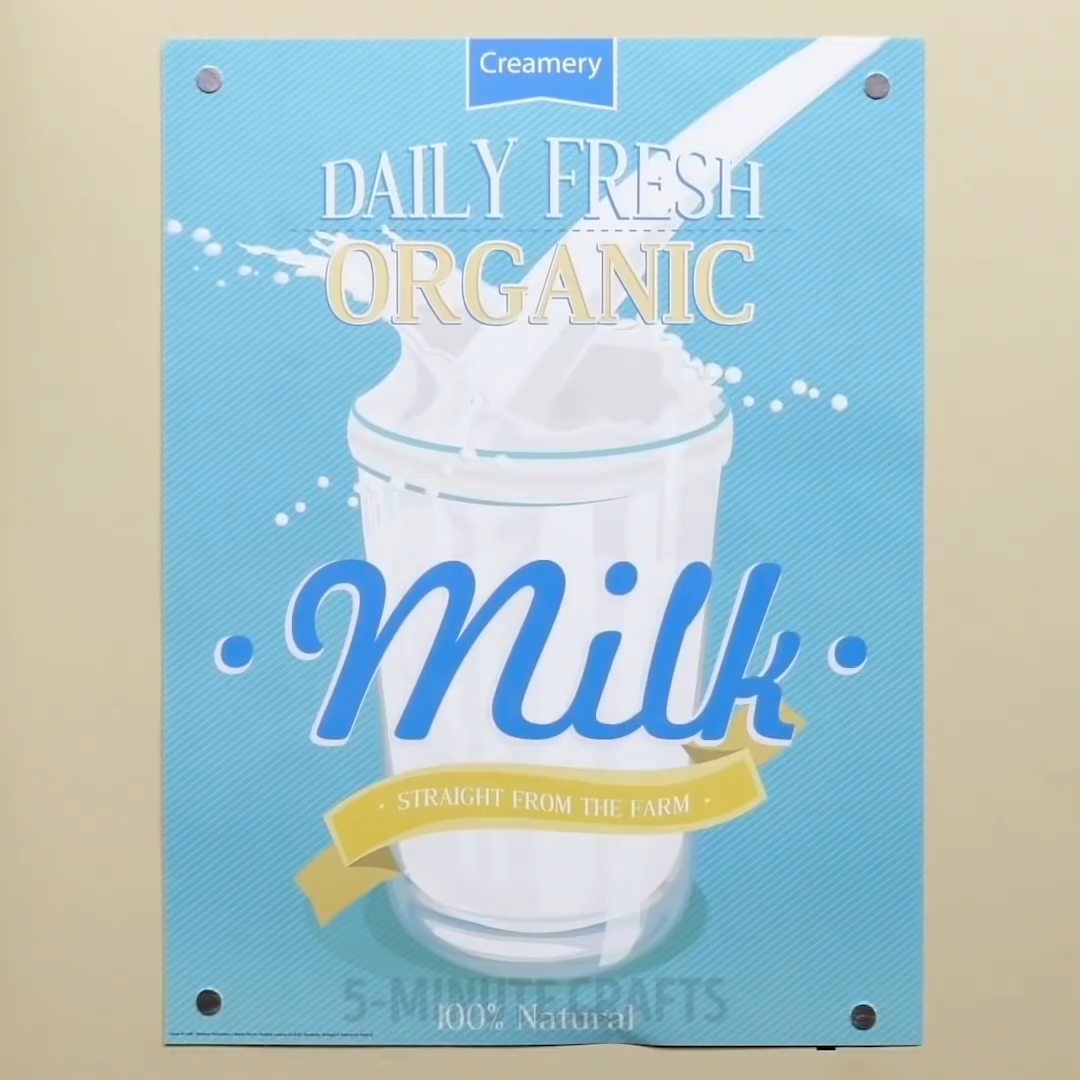 Creamery
DAILY FRESH
ORGANIC
• Milk •
· STRAIGHT FROM THE FARM ·
5-MINUTE CRAFTS
100% Natural